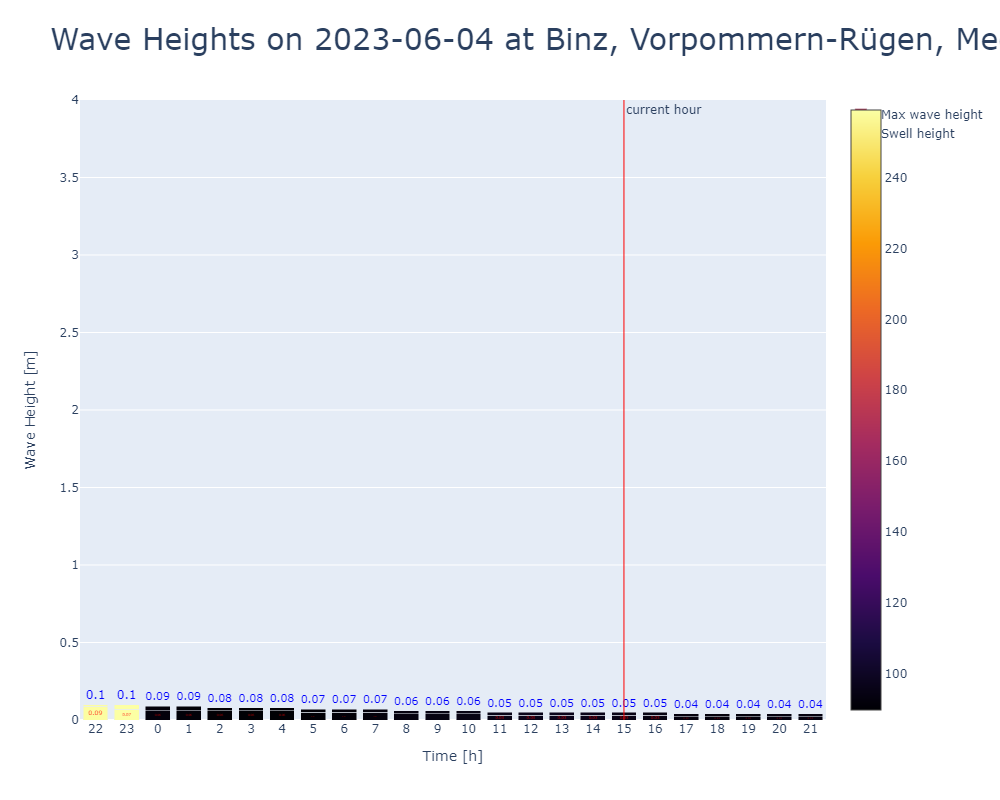 Wave Heights on 2023-06-04 at Binz, Vorpommern-Rügen, Me
4
3.5
3
2.5
2
1.5
1
0.5
0
Wave Height [m]
current hour
Max wave height
Swell height
240
220
200
180
160
140
120
100
0.1 0.1 0.09 0.09 0.08 0.08 0.08 0.07 0.07 0.07 0.06 0.06 0.06 0.05 0.05 0.05 0.05 0.05 0.05 0.04 0.04 0.04 0.04 0.04
0.09
22 23 0 1 2 3 4 5 6 7 8 9 10 11 12 13 14 15 16 17 18 19 20 21
Time [h]